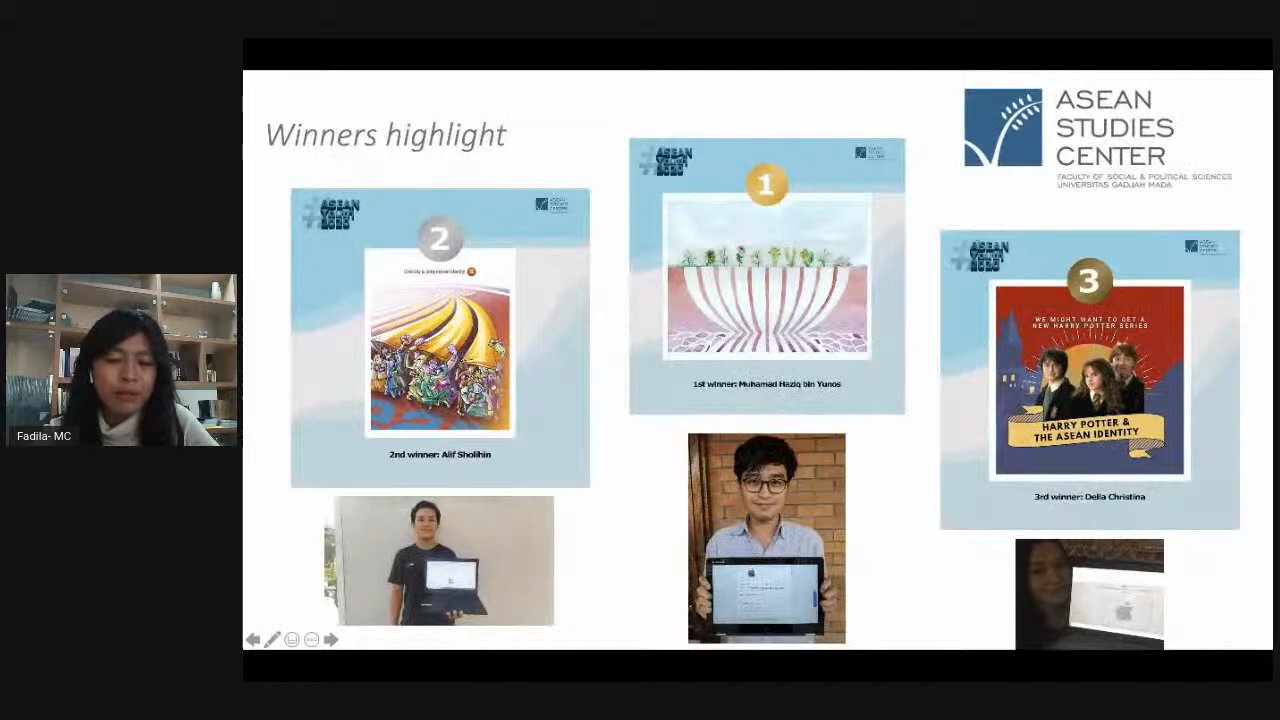 Winners highlight
ASEAN
STUDIES
CENTER
FACULTY OF SOCIAL & POLITICAL SCIENCES
UNIVERSITAS GADJAH MADA
2
2nd winner: Alif Sholihin
1
1st winner: Muhamad Haziq bin Yunos
3
WE MIGHT WANT TO GET A
NEW HARRY POTTER SERIES
HARRY POTTER &
THE ASEAN IDENTITY
3rd winner: Della Christina
Fadila- MC